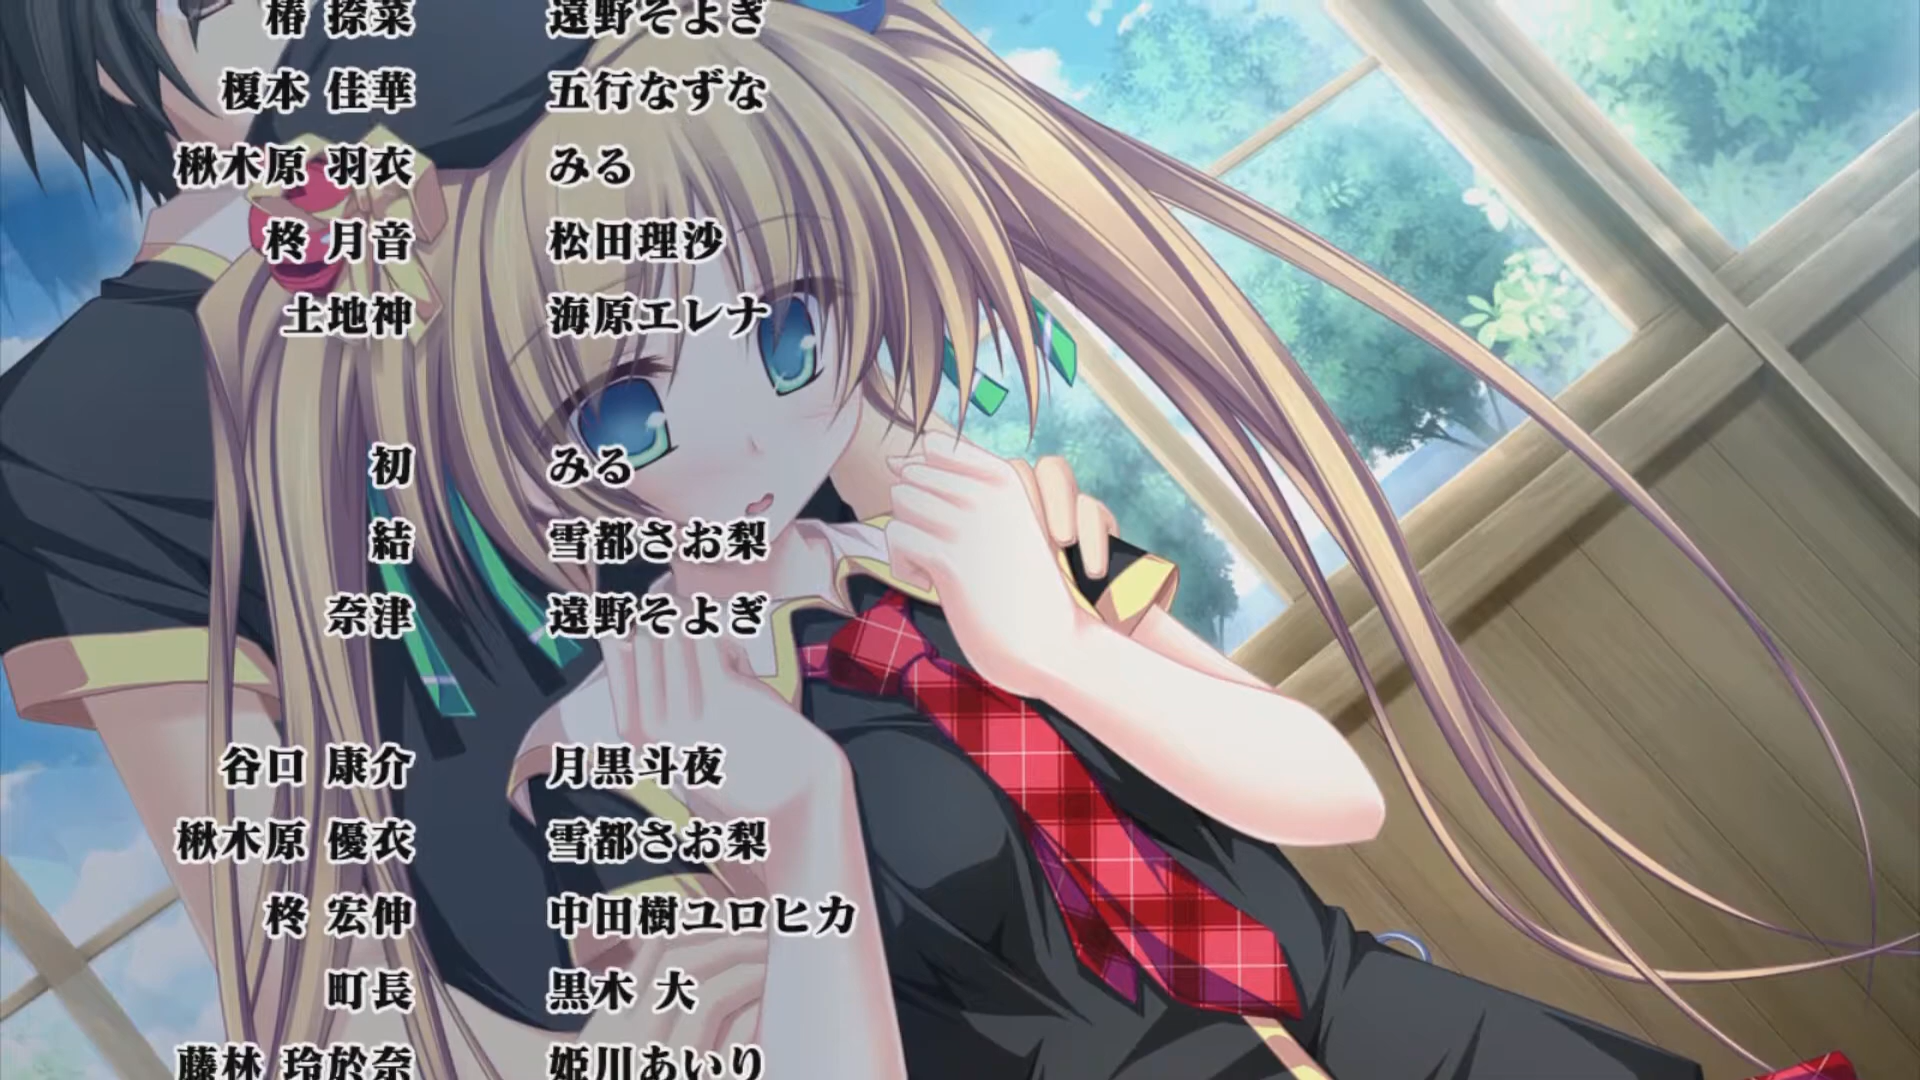 椿 捺菜 遠野そよぎ
榎本 佳華 五行なずな
楸木原 羽衣 みる
柊 月音 松田理沙
土地神 海原エレナ
初 みる
結 雪都さお梨
奈津 遠野そよぎ
谷口 康介 月黒斗夜
楸木原 優衣 雪都さお梨
柊 宏伸 中田樹ユロヒカ
町長 黒木 大
藤林 玲於奈 姫川あいり